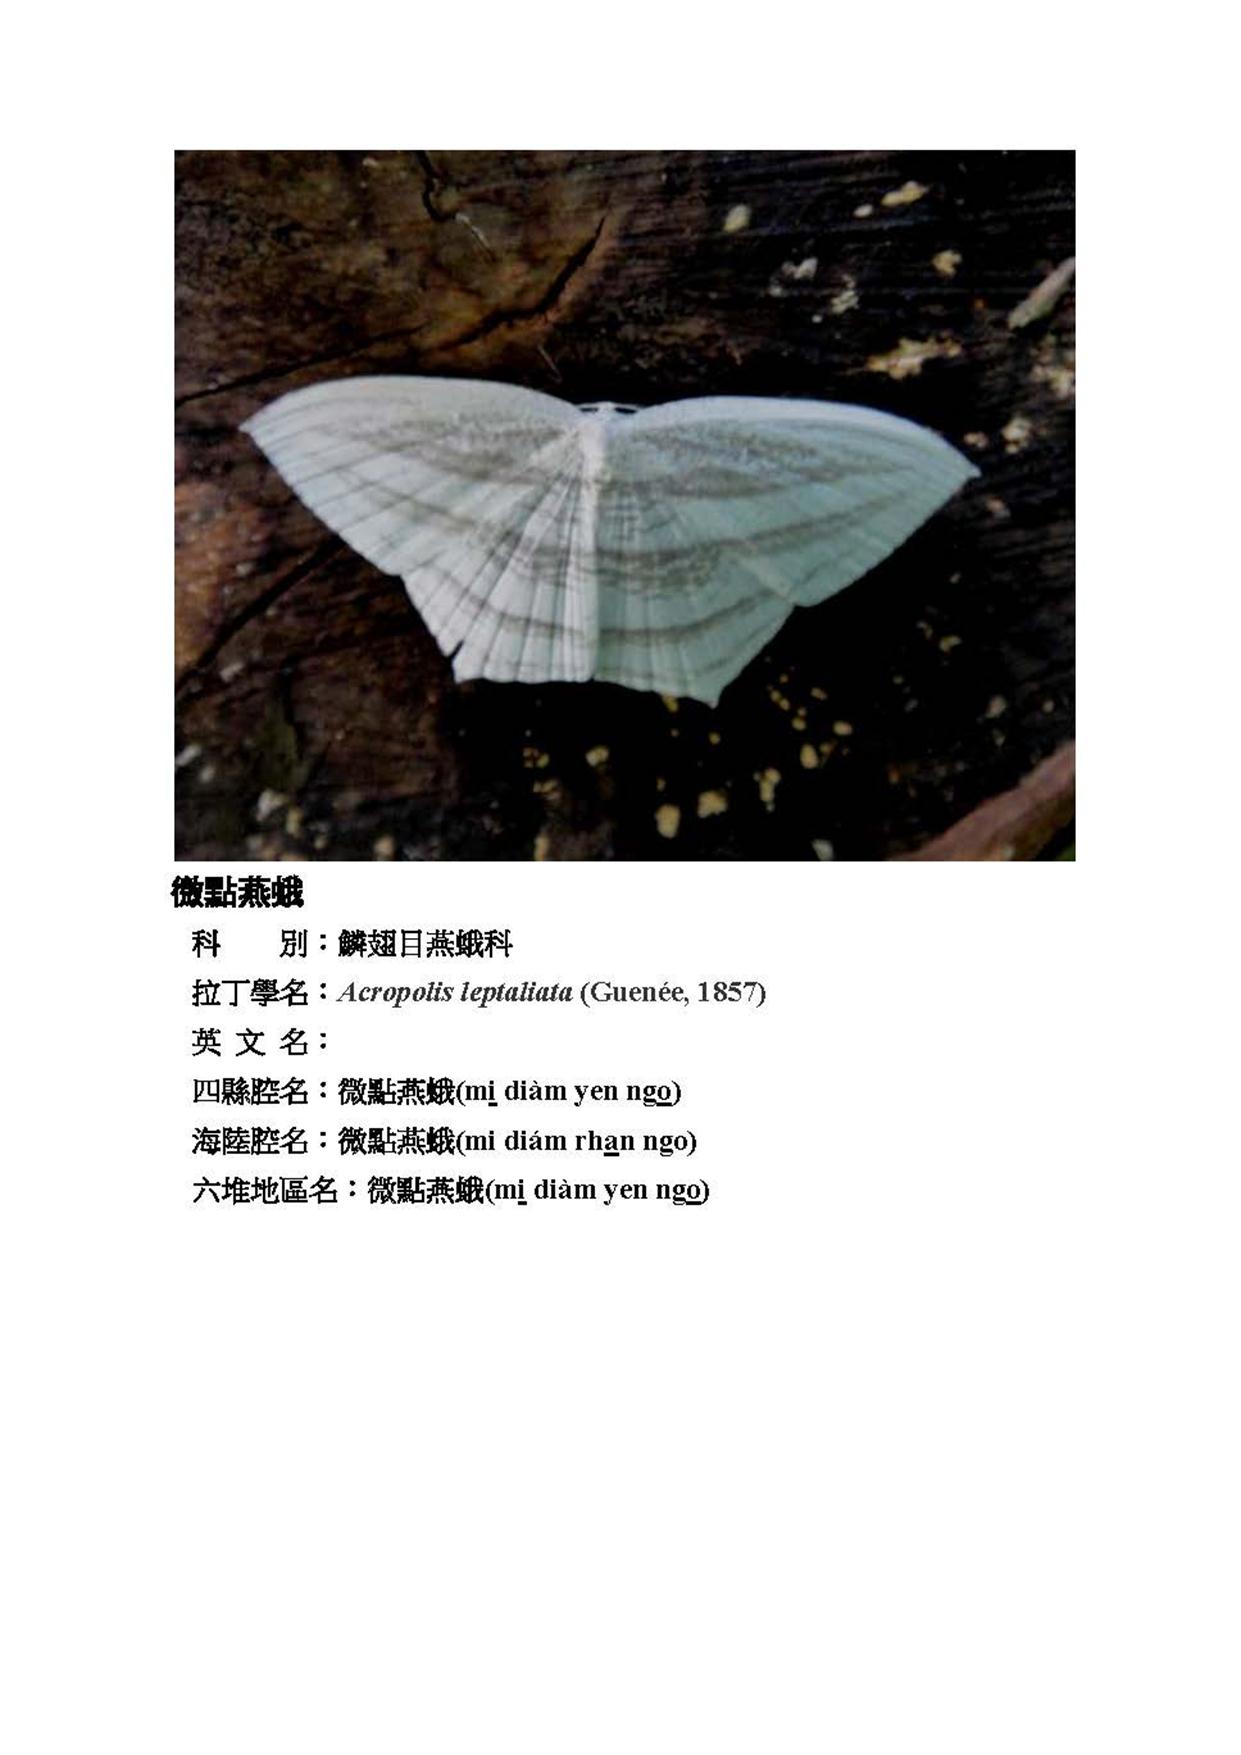 微點燕蛾
科　　別：鱗翅目燕蛾科
拉丁學名：Acropolis leptaliata (Guenée, 1857)
英 文 名：
四縣腔名：微點燕蛾(mi diàm yen ngo)
海陸腔名：微點燕蛾(mi diám rhan ngo)
六堆地區名：微點燕蛾(mi diàm yen ngo)